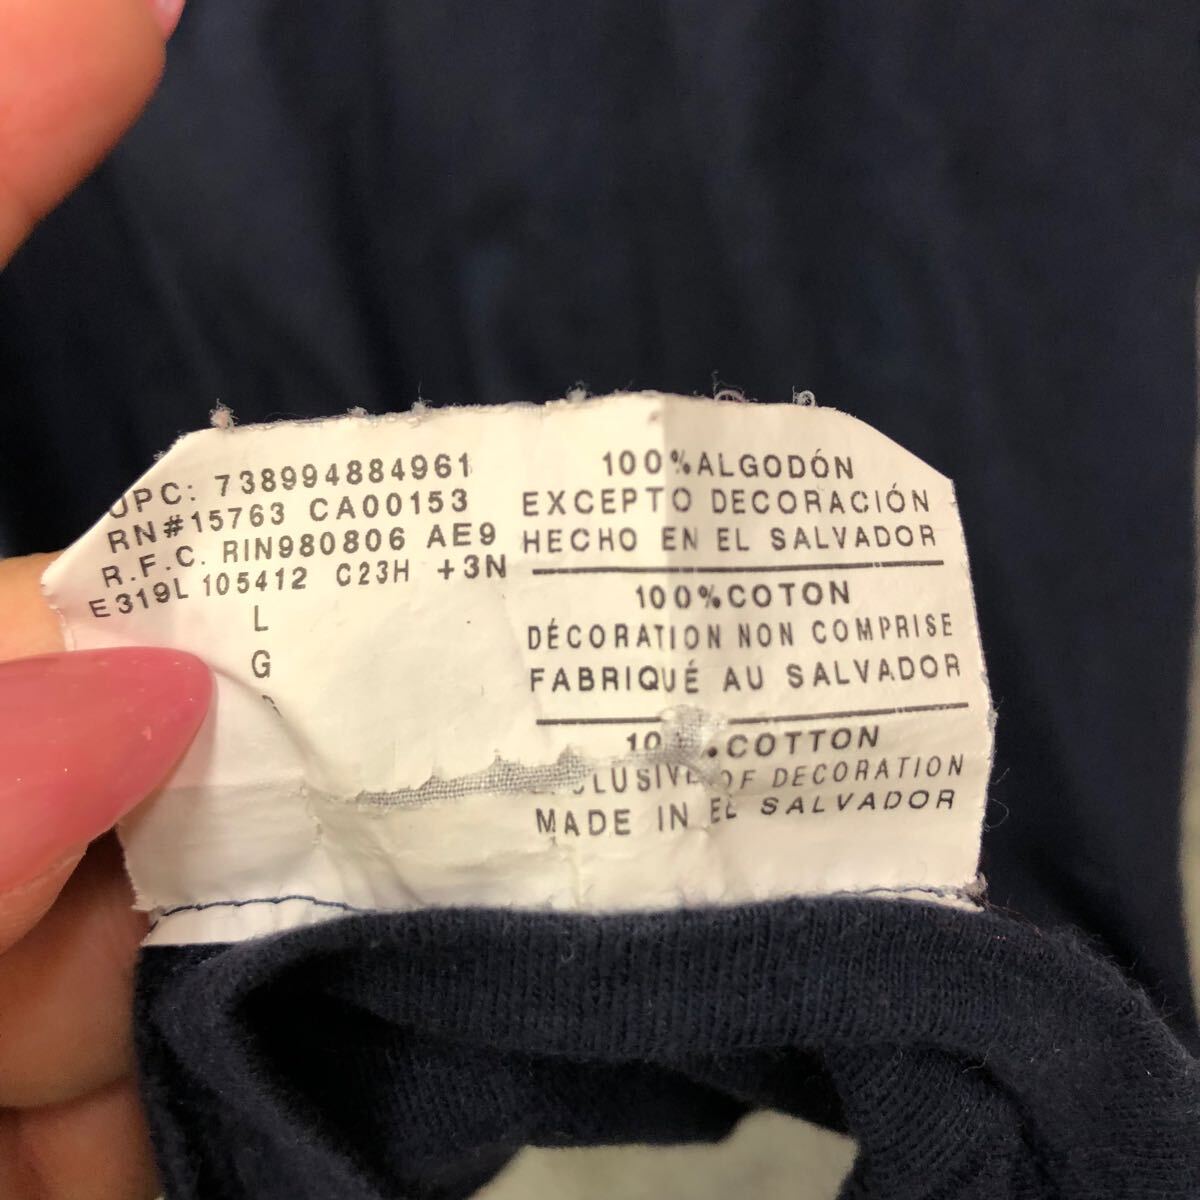 UPC: 738994884961
RN#15763 CA00153
R.F.C. RIN980806 AE9
E319L 105412 C23H +3N
L
G
100%ALGODÓN
EXCEPTO DECORACIÓN
HECHO EN EL SALVADOR
100%COTON
DÉCORATION NON COMPRISE
FABRIQUÉ AU SALVADOR
COTTON
OF DECORATION
MADE IN EL SALVADOR